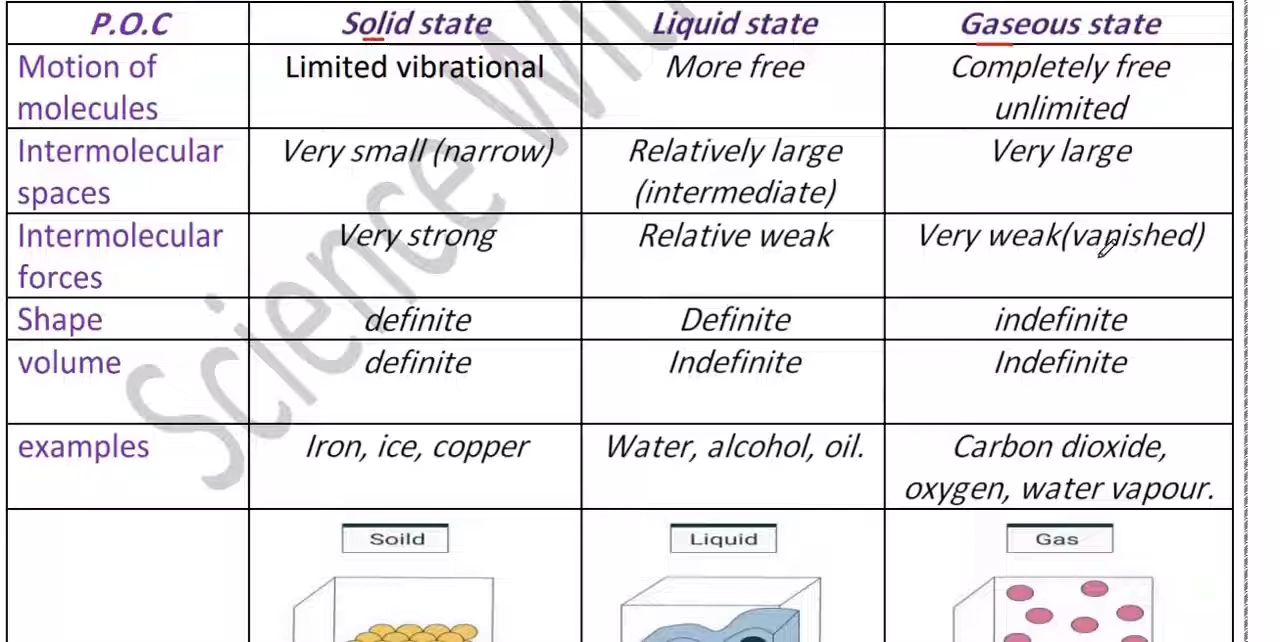 P.O.C Solid state Liquid state Gaseous state
Motion of molecules Limited vibrational More free Completely free unlimited
Intermolecular spaces Very small (narrow) Relatively large (intermediate) Very large
Intermolecular forces Very strong Relative weak Very weak(vanished)
Shape definite Definite indefinite
volume definite Indefinite Indefinite
examples Iron, ice, copper Water, alcohol, oil. Carbon dioxide, oxygen, water vapour.
Soild Liquid Gas
Science With